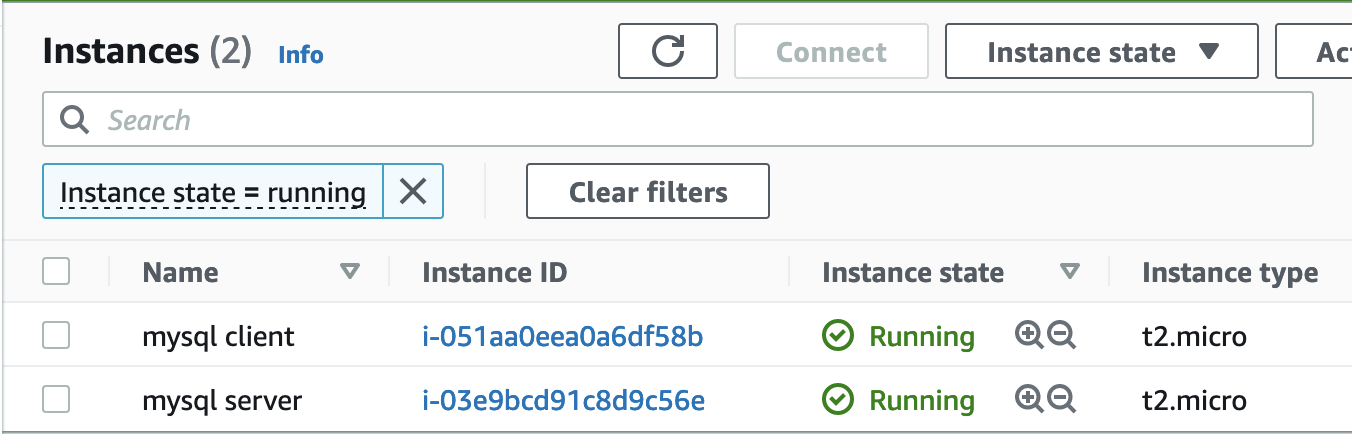 Instances (2) Info Connect Instance state
Search
Instance state = running Clear filters
Name Instance ID Instance state Instance type
mysql client i-051aa0eea0a6df58b Running t2.micro
mysql server i-03e9bcd91c8d9c56e Running t2.micro